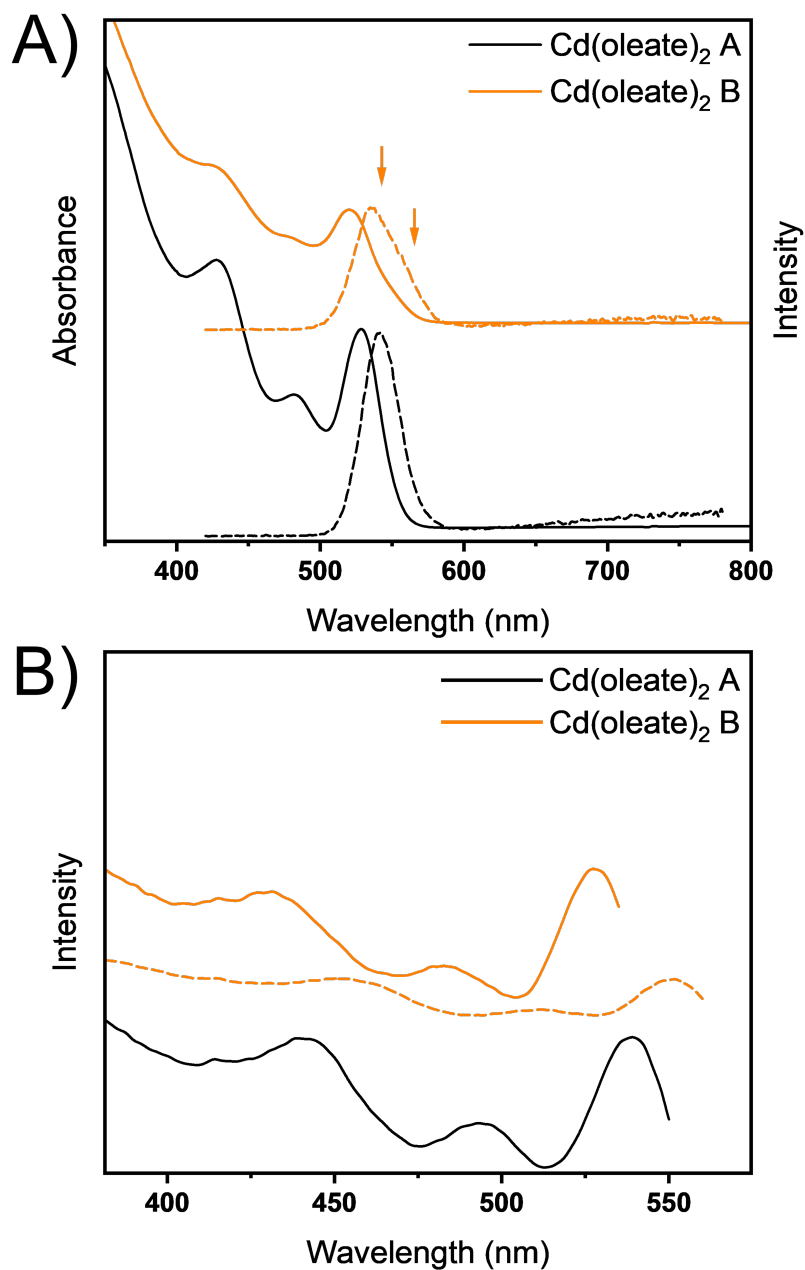 A)
Cd(oleate)₂ A
Cd(oleate)₂ B
Absorbance
Intensity
400 500 600 700 800
Wavelength (nm)
B)
Cd(oleate)₂ A
Cd(oleate)₂ B
Intensity
400 450 500 550
Wavelength (nm)